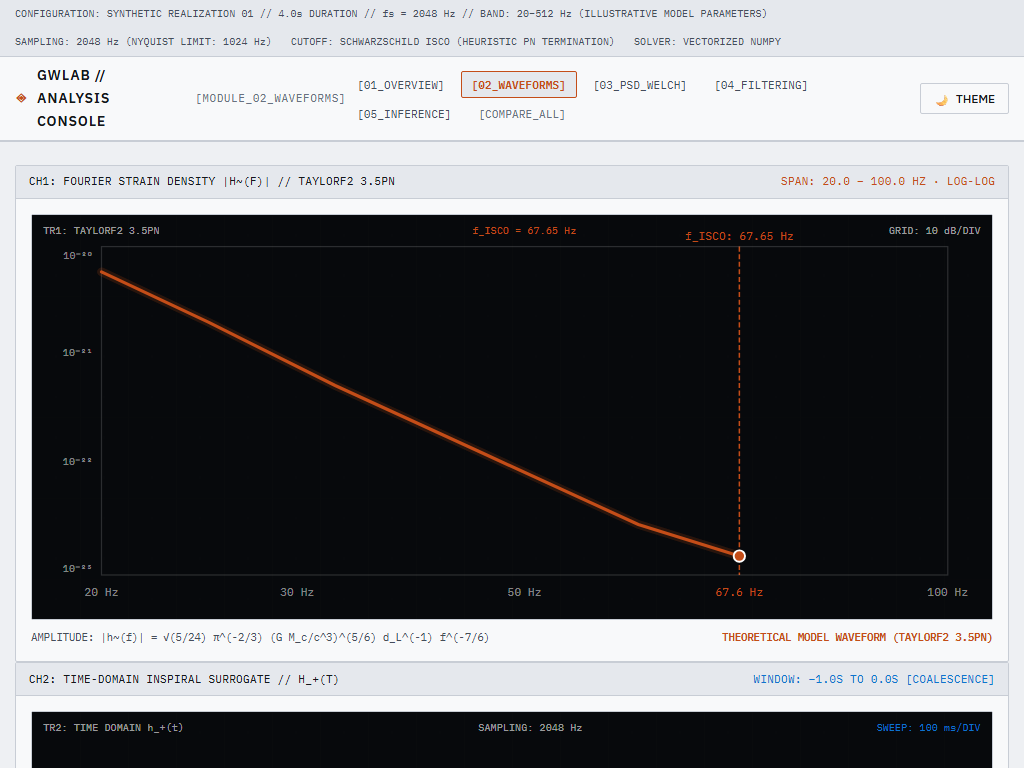 CONFIGURATION: SYNTHETIC REALIZATION 01 // 4.0s DURATION // fs = 2048 Hz // BAND: 20–512 Hz (ILLUSTRATIVE MODEL PARAMETERS)
SAMPLING: 2048 Hz (NYQUIST LIMIT: 1024 Hz) CUTOFF: SCHWARZSCHILD ISCO (HEURISTIC PN TERMINATION) SOLVER: VECTORIZED NUMPY
GWLAB //
ANALYSIS
CONSOLE
[MODULE_02_WAVEFORMS]
[01_OVERVIEW] [02_WAVEFORMS] [03_PSD_WELCH] [04_FILTERING]
[05_INFERENCE] [COMPARE_ALL]
🌙 THEME
CH1: FOURIER STRAIN DENSITY |H~(F)| // TAYLORF2 3.5PN
SPAN: 20.0 – 100.0 HZ · LOG-LOG
TR1: TAYLORF2 3.5PN
f_ISCO = 67.65 Hz
f_ISCO: 67.65 Hz
GRID: 10 dB/DIV
10⁻²⁰
10⁻²¹
20 Hz 30 Hz 50 Hz 67.6 Hz 100 Hz
AMPLITUDE: |h~(f)| = √(5/24) π^(-2/3) (G M_c/c^3)^(5/6) d_L^(-1) f^(-7/6)
THEORETICAL MODEL WAVEFORM (TAYLORF2 3.5PN)
CH2: TIME-DOMAIN INSPIRAL SURROGATE // H_+(T)
WINDOW: −1.0S TO 0.0S [COALESCENCE]
TR2: TIME DOMAIN h_+(t)
SAMPLING: 2048 Hz
SWEEP: 100 ms/DIV